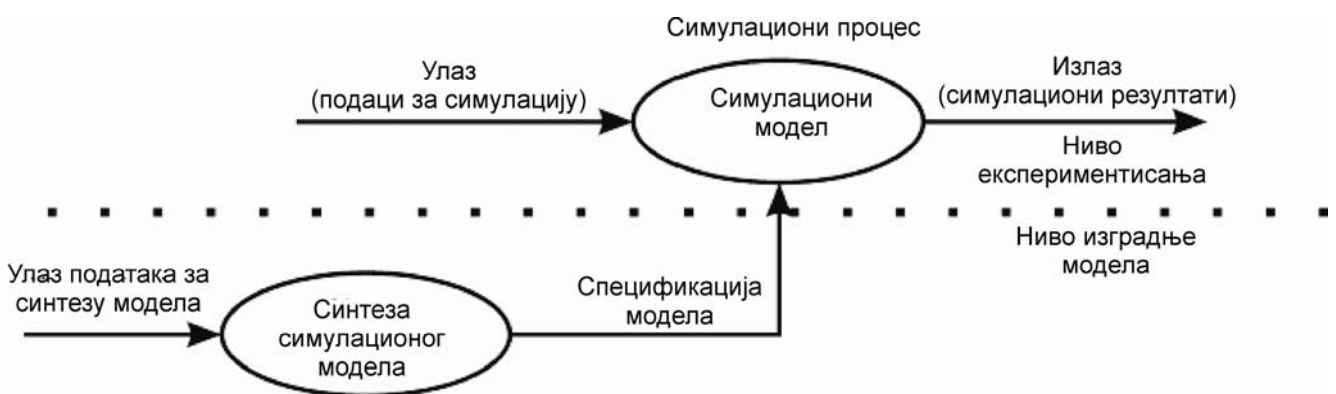 Симулациони процес
Улаз
(подаци за симулацију)
Симулациони
модел
Излаз
(симулациони резултати)
Ниво
експериментисања
Ниво изградње
модела
Улаз података за
синтезу модела
Синтеза
симулационог
модела
Спецификација
модела